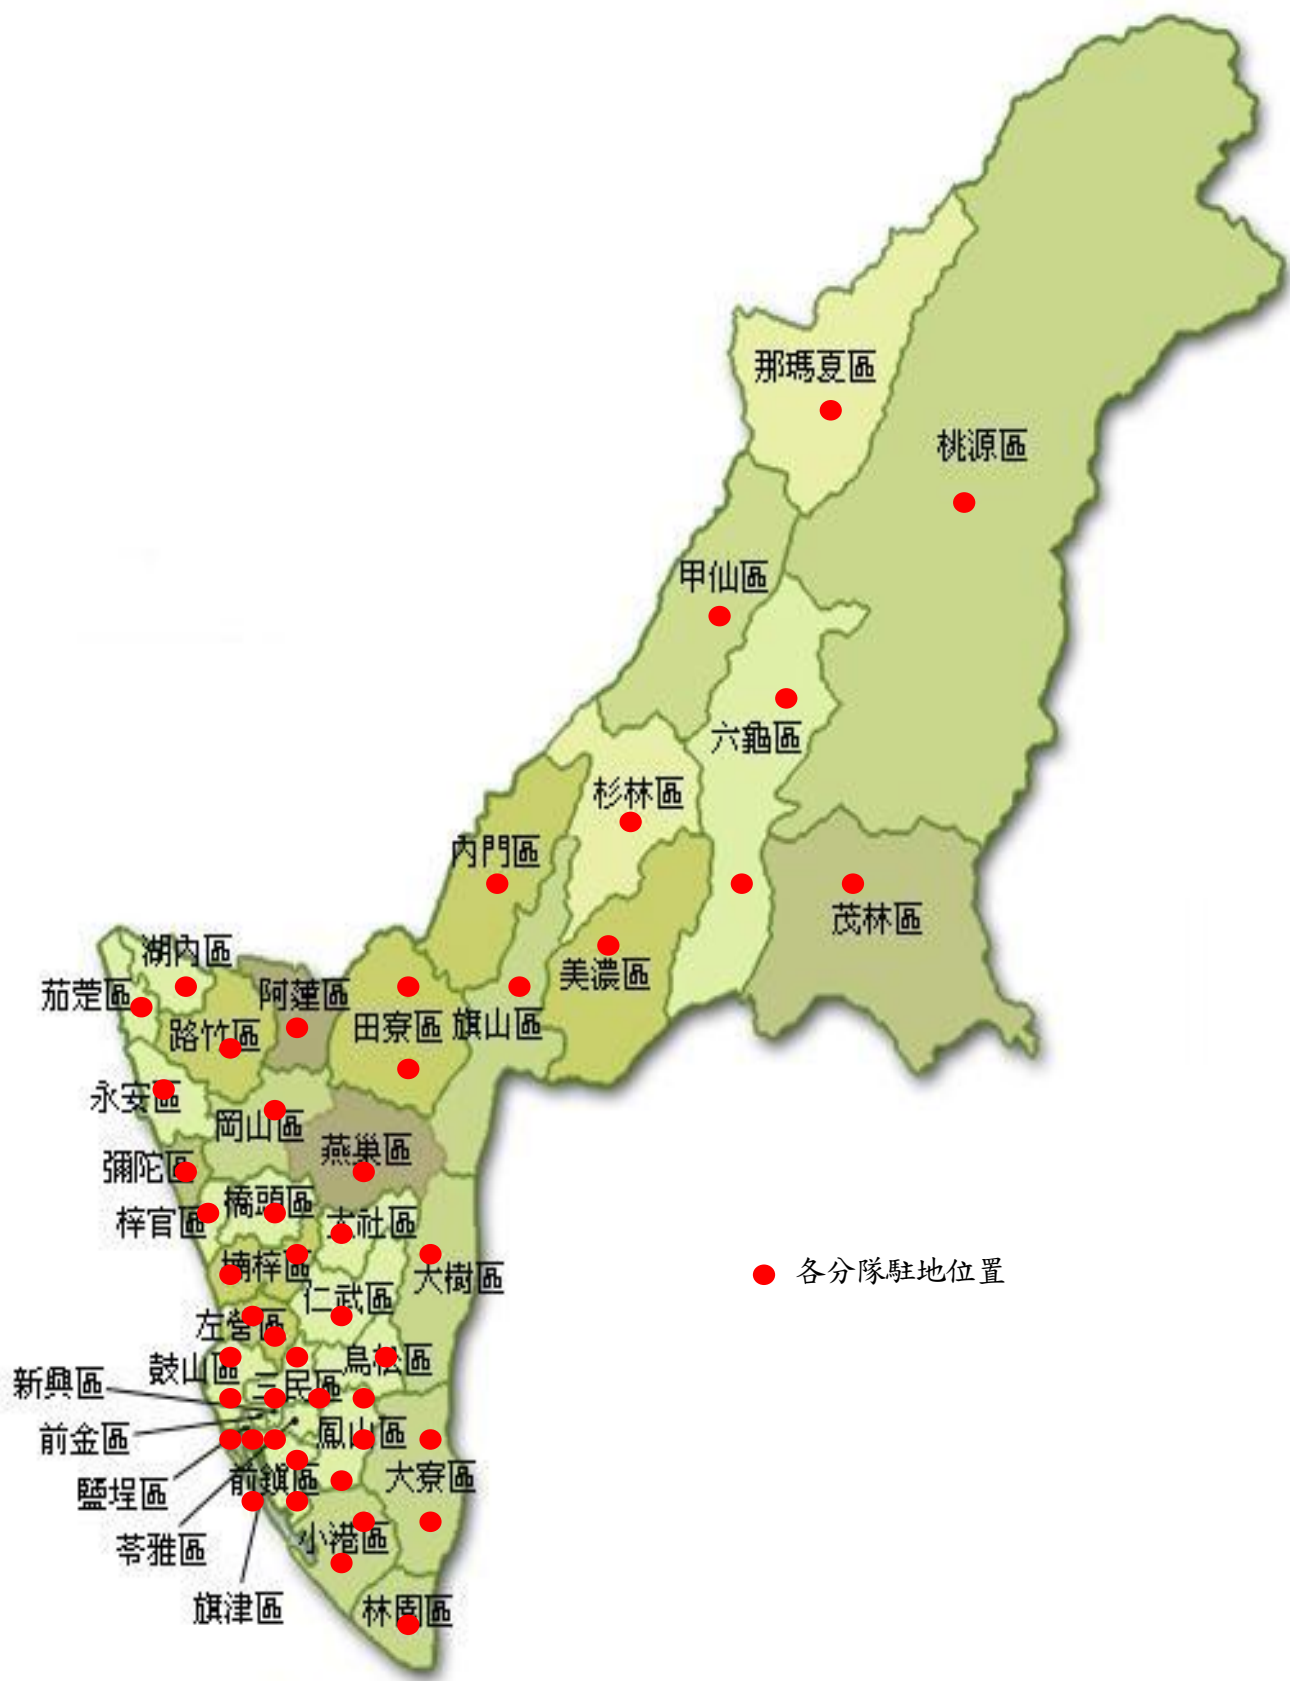 那瑪夏區
桃源區
甲仙區
六龜區
杉林區
內門區
茂林區
美濃區
湖內區
茄萣區
阿蓮區
路竹區
田寮區
旗山區
永安區
岡山區
燕巢區
彌陀區
橋頭區
梓官區
大社區
楠梓區
大樹區
仁武區
左營區
鳥松區
鼓山區
三民區
新興區
前金區
鳳山區
前鎮區
大寮區
鹽埕區
小港區
苓雅區
旗津區
林園區
各分隊駐地位置